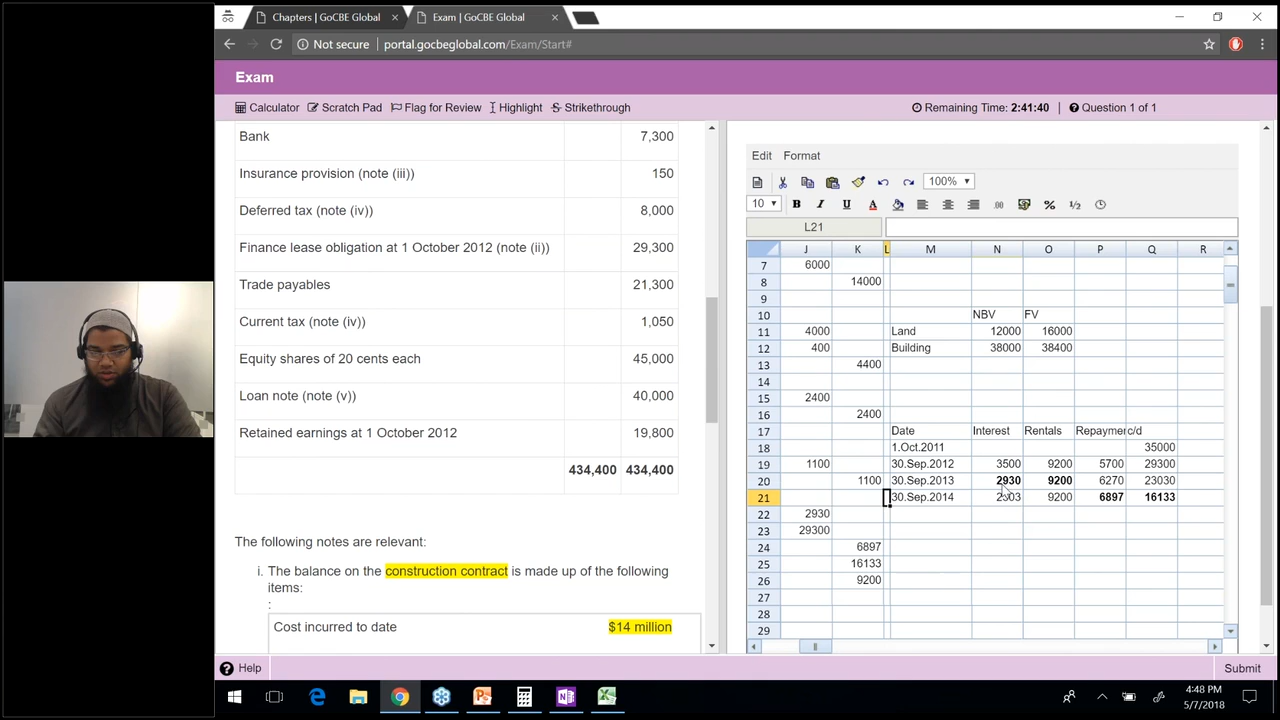 Chapters | GoCBE Global
Exam | GoCBE Global
Not secure
portal.gocbeglobal.com/Exam/Start#
Exam
Calculator Scratch Pad Flag for Review Highlight Strikethrough
Remaining Time: 2:41:40 Question 1 of 1
Bank 7,300
Insurance provision (note (iii)) 150
Deferred tax (note (iv)) 8,000
Finance lease obligation at 1 October 2012 (note (ii)) 29,300
Trade payables 21,300
Current tax (note (iv)) 1,050
Equity shares of 20 cents each 45,000
Loan note (note (v)) 40,000
Retained earnings at 1 October 2012 19,800
434,400 434,400
The following notes are relevant:
i. The balance on the construction contract is made up of the following
items:
:
Cost incurred to date $14 million
Edit Format
100%
10 B I U A .00 % 1/2
L21
J K L M N O P Q R
7 6000
8 14000
9
10 NBV FV
11 4000 Land 12000 16000
12 400 Building 38000 38400
13 4400
14
15 2400
16 2400
17 Date Interest Rentals Repaymer c/d
18 1.Oct.2011 35000
19 1100 30.Sep.2012 3500 9200 5700 29300
20 1100 30.Sep.2013 2930 9200 6270 23030
21 30.Sep.2014 2303 9200 6897 16133
22 2930
23 29300
24 6897
25 16133
26 9200
27
28
29
Help
Submit
4:48 PM
5/7/2018